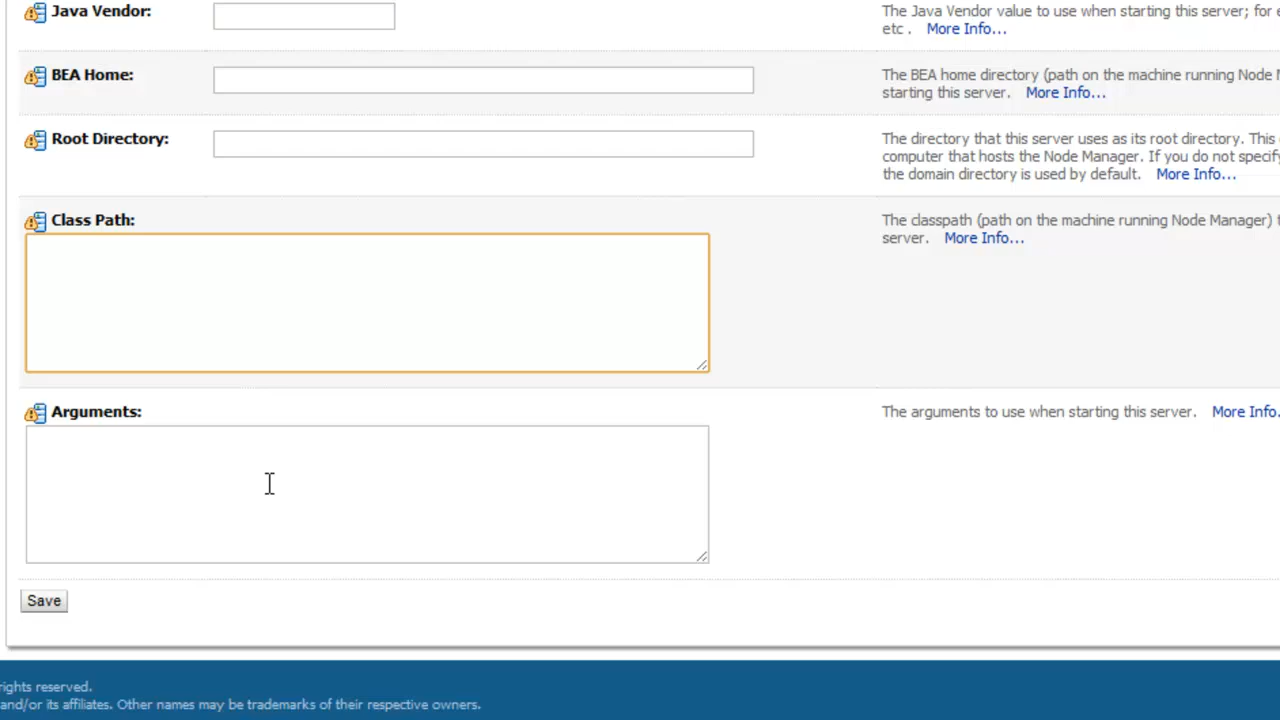 Java Vendor:
The Java Vendor value to use when starting this server; for
etc . More Info...
BEA Home:
The BEA home directory (path on the machine running Node
starting this server. More Info...
Root Directory:
The directory that this server uses as its root directory. This
computer that hosts the Node Manager. If you do not specify
the domain directory is used by default. More Info...
Class Path:
The classpath (path on the machine running Node Manager)
server. More Info...
Arguments:
The arguments to use when starting this server. More Info.
Save
rights reserved.
and/or its affiliates. Other names may be trademarks of their respective owners.